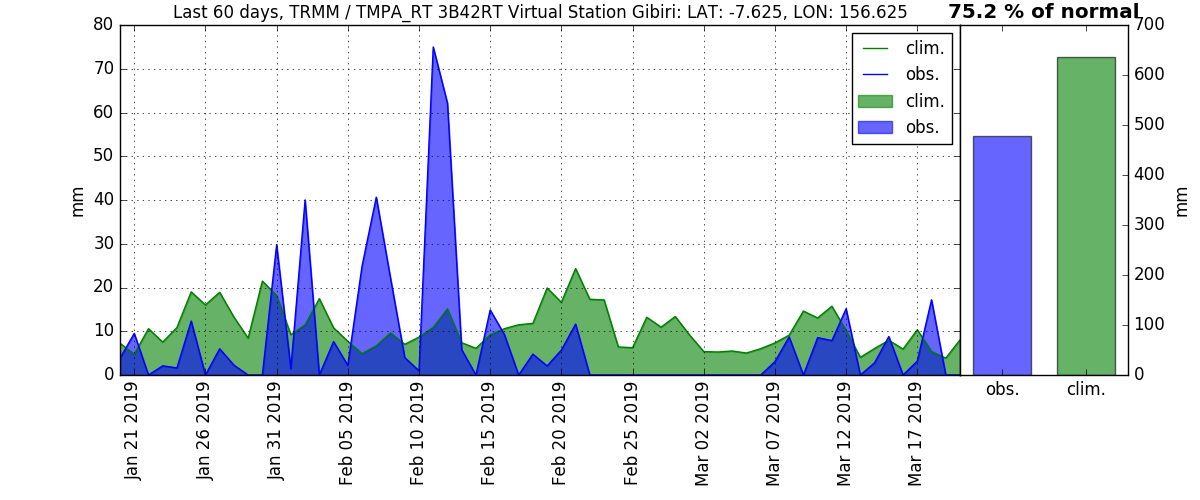 Last 60 days, TRMM / TMPA_RT 3B42RT Virtual Station Gibiri: LAT: -7.625, LON: 156.625
75.2 % of normal
80
70
60
50
40
30
20
10
0
mm
clim.
obs.
clim.
obs.
Jan 21 2019
Jan 26 2019
Jan 31 2019
Feb 05 2019
Feb 10 2019
Feb 15 2019
Feb 20 2019
Feb 25 2019
Mar 02 2019
Mar 07 2019
Mar 12 2019
Mar 17 2019
700
600
500
400
300
200
100
0
mm
obs.
clim.